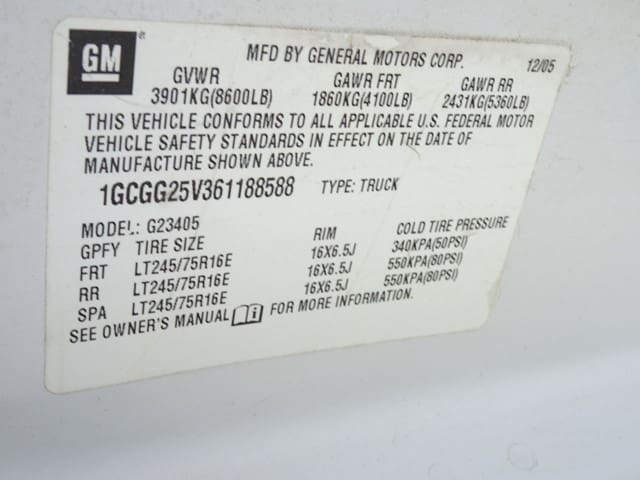 GM
MFD BY GENERAL MOTORS CORP. 12/05
GVWR GAWR FRT GAWR RR
3901KG(8600LB) 1860KG(4100LB) 2431KG(5360LB)
THIS VEHICLE CONFORMS TO ALL APPLICABLE U.S. FEDERAL MOTOR
VEHICLE SAFETY STANDARDS IN EFFECT ON THE DATE OF
MANUFACTURE SHOWN ABOVE.
1GCGG25V361188588 TYPE: TRUCK
MODEL: G23405
GPFY TIRE SIZE RIM COLD TIRE PRESSURE
FRT LT245/75R16E 16X6.5J 340KPA(50PSI)
RR LT245/75R16E 16X6.5J 550KPA(80PSI)
SPA LT245/75R16E 16X6.5J 550KPA(80PSI)
SEE OWNER'S MANUAL FOR MORE INFORMATION.